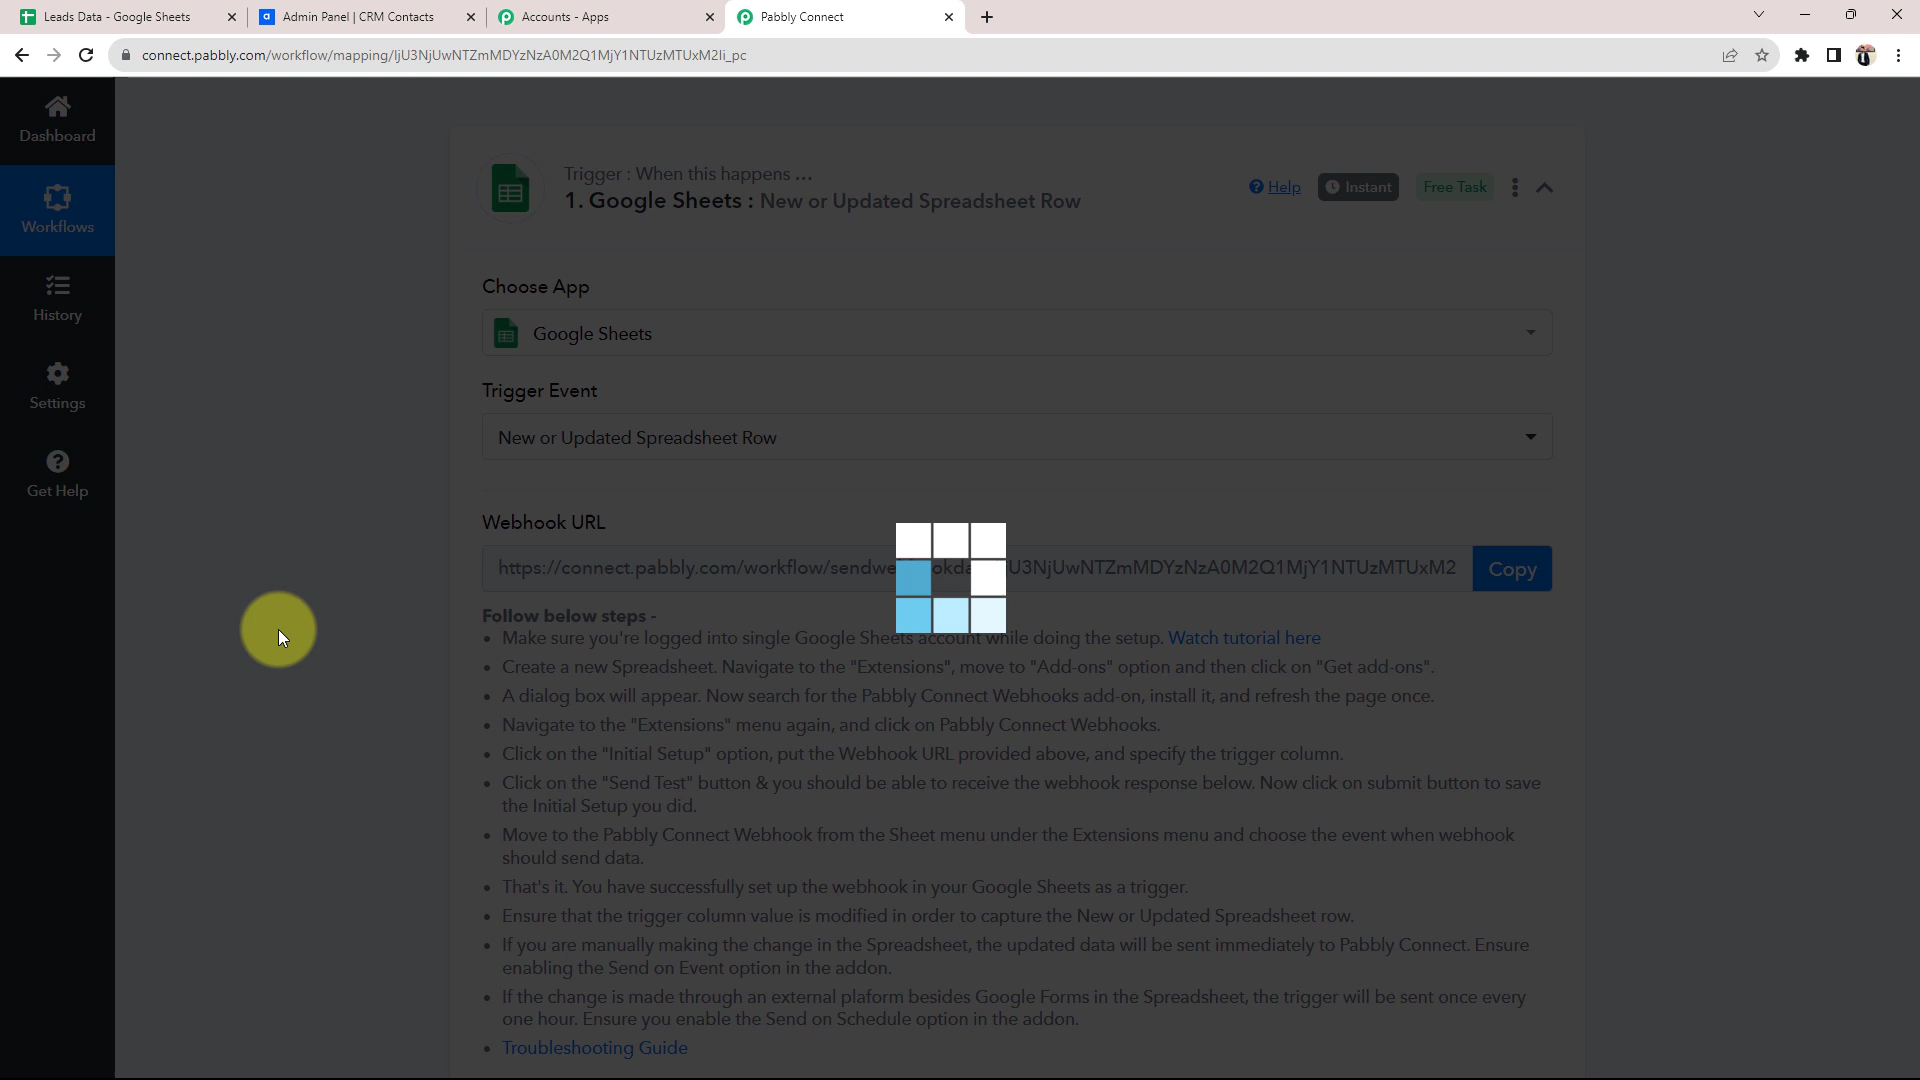 Leads Data - Google Sheets
Admin Panel | CRM Contacts
Accounts - Apps
Pabbly Connect
connect.pabbly.com/workflow/mapping/IjU3NjUwNTZmMDYzNzA0M2Q1MjY1NTUzMTUxM2Ii_pc
Dashboard
Workflows
History
Settings
Get Help
Trigger : When this happens ...
1. Google Sheets : New or Updated Spreadsheet Row
Help
Instant
Free Task
Choose App
Google Sheets
Trigger Event
New or Updated Spreadsheet Row
Webhook URL
https://connect.pabbly.com/workflow/sendwe okda U3NjUwNTZmMDYzNzA0M2Q1MjY1NTUzMTUxM2
Copy
Follow below steps -
• Make sure you're logged into single Google Sheets account while doing the setup. Watch tutorial here
• Create a new Spreadsheet. Navigate to the "Extensions", move to "Add-ons" option and then click on "Get add-ons".
• A dialog box will appear. Now search for the Pabbly Connect Webhooks add-on, install it, and refresh the page once.
• Navigate to the "Extensions" menu again, and click on Pabbly Connect Webhooks.
• Click on the "Initial Setup" option, put the Webhook URL provided above, and specify the trigger column.
• Click on the "Send Test" button & you should be able to receive the webhook response below. Now click on submit button to save
the Initial Setup you did.
• Move to the Pabbly Connect Webhook from the Sheet menu under the Extensions menu and choose the event when webhook
should send data.
• That's it. You have successfully set up the webhook in your Google Sheets as a trigger.
• Ensure that the trigger column value is modified in order to capture the New or Updated Spreadsheet row.
• If you are manually making the change in the Spreadsheet, the updated data will be sent immediately to Pabbly Connect. Ensure
enabling the Send on Event option in the addon.
• If the change is made through an external plaform besides Google Forms in the Spreadsheet, the trigger will be sent once every
one hour. Ensure you enable the Send on Schedule option in the addon.
• Troubleshooting Guide